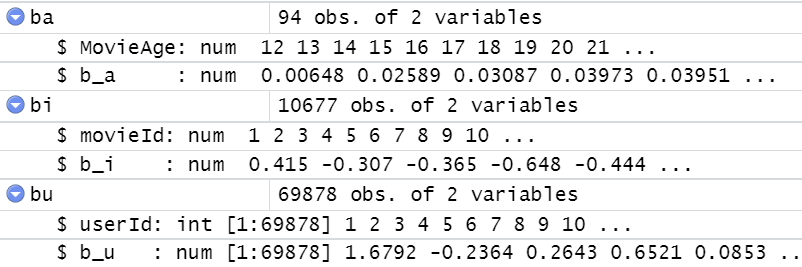 ba 94 obs. of 2 variables
$ MovieAge: num 12 13 14 15 16 17 18 19 20 21 ...
$ b_a : num 0.00648 0.02589 0.03087 0.03973 0.03951 ...
bi 10677 obs. of 2 variables
$ movieId: num 1 2 3 4 5 6 7 8 9 10 ...
$ b_i : num 0.415 -0.307 -0.365 -0.648 -0.444 ...
bu 69878 obs. of 2 variables
$ userId: int [1:69878] 1 2 3 4 5 6 7 8 9 10 ...
$ b_u : num [1:69878] 1.6792 -0.2364 0.2643 0.6521 0.0853 ..